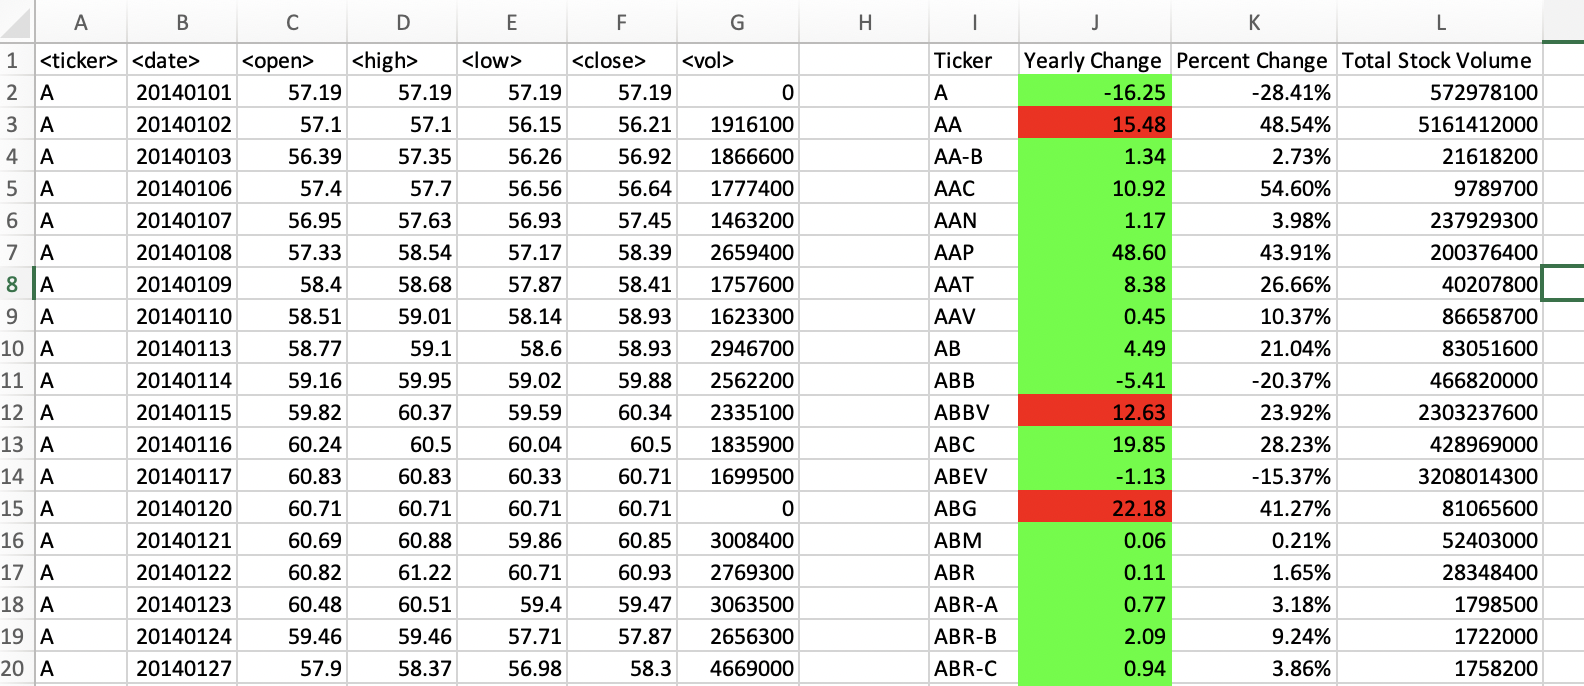 A B C D E F G H I J K L
1 <ticker> <date> <open> <high> <low> <close> <vol> Ticker Yearly Change Percent Change Total Stock Volume
2 A 20140101 57.19 57.19 57.19 57.19 0 A -16.25 -28.41% 572978100
3 A 20140102 57.1 57.1 56.15 56.21 1916100 AA 15.48 48.54% 5161412000
4 A 20140103 56.39 57.35 56.26 56.92 1866600 AA-B 1.34 2.73% 21618200
5 A 20140106 57.4 57.7 56.56 56.64 1777400 AAC 10.92 54.60% 9789700
6 A 20140107 56.95 57.63 56.93 57.45 1463200 AAN 1.17 3.98% 237929300
7 A 20140108 57.33 58.54 57.17 58.39 2659400 AAP 48.60 43.91% 200376400
8 A 20140109 58.4 58.68 57.87 58.41 1757600 AAT 8.38 26.66% 40207800
9 A 20140110 58.51 59.01 58.14 58.93 1623300 AAV 0.45 10.37% 86658700
10 A 20140113 58.77 59.1 58.6 58.93 2946700 AB 4.49 21.04% 83051600
11 A 20140114 59.16 59.95 59.02 59.88 2562200 ABB -5.41 -20.37% 466820000
12 A 20140115 59.82 60.37 59.59 60.34 2335100 ABBV 12.63 23.92% 2303237600
13 A 20140116 60.24 60.5 60.04 60.5 1835900 ABC 19.85 28.23% 428969000
14 A 20140117 60.83 60.83 60.33 60.71 1699500 ABEV -1.13 -15.37% 3208014300
15 A 20140120 60.71 60.71 60.71 60.71 0 ABG 22.18 41.27% 81065600
16 A 20140121 60.69 60.88 59.86 60.85 3008400 ABM 0.06 0.21% 52403000
17 A 20140122 60.82 61.22 60.71 60.93 2769300 ABR 0.11 1.65% 28348400
18 A 20140123 60.48 60.51 59.4 59.47 3063500 ABR-A 0.77 3.18% 1798500
19 A 20140124 59.46 59.46 57.71 57.87 2656300 ABR-B 2.09 9.24% 1722000
20 A 20140127 57.9 58.37 56.98 58.3 4669000 ABR-C 0.94 3.86% 1758200